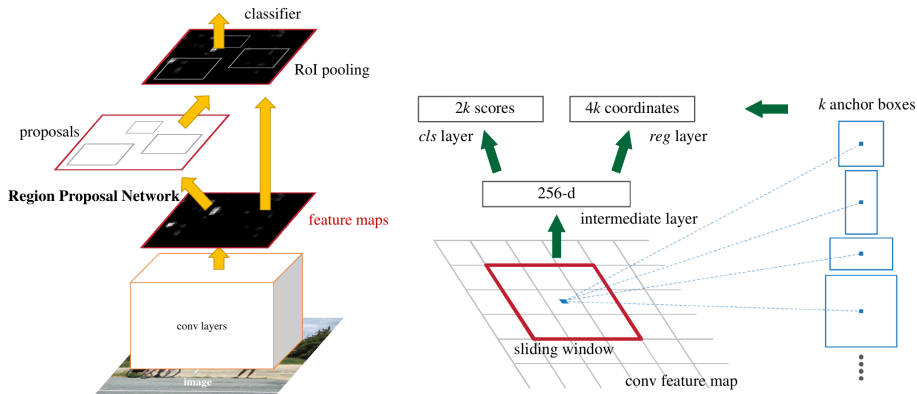 classifier
RoI pooling
proposals
Region Proposal Network
feature maps
conv layers
image
2k scores
4k coordinates
k anchor boxes
cls layer
reg layer
256-d
intermediate layer
sliding window
conv feature map